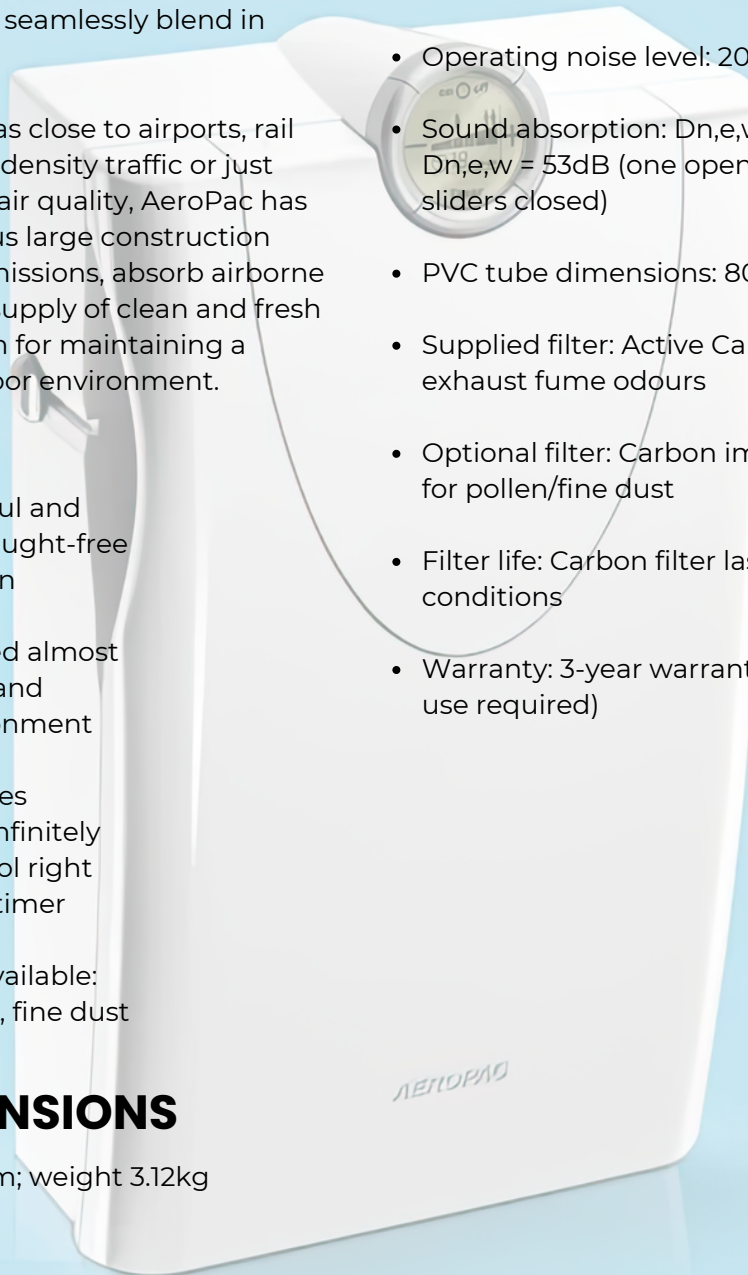 seamlessly blend in
as close to airports, rail
density traffic or just
air quality, AeroPac has
us large construction
missions, absorb airborne
supply of clean and fresh
n for maintaining a
oor environment.
ul and
ught-free
n
ed almost
and
onment
es
nfinitely
ol right
timer
vailable:
, fine dust
NSIONS
m; weight 3.12kg
• Operating noise level: 20
• Sound absorption: Dn,e,w
Dn,e,w = 53dB (one open
sliders closed)
• PVC tube dimensions: 80
• Supplied filter: Active Ca
exhaust fume odours
• Optional filter: Carbon im
for pollen/fine dust
• Filter life: Carbon filter las
conditions
• Warranty: 3-year warrant
use required)
AEROPAC